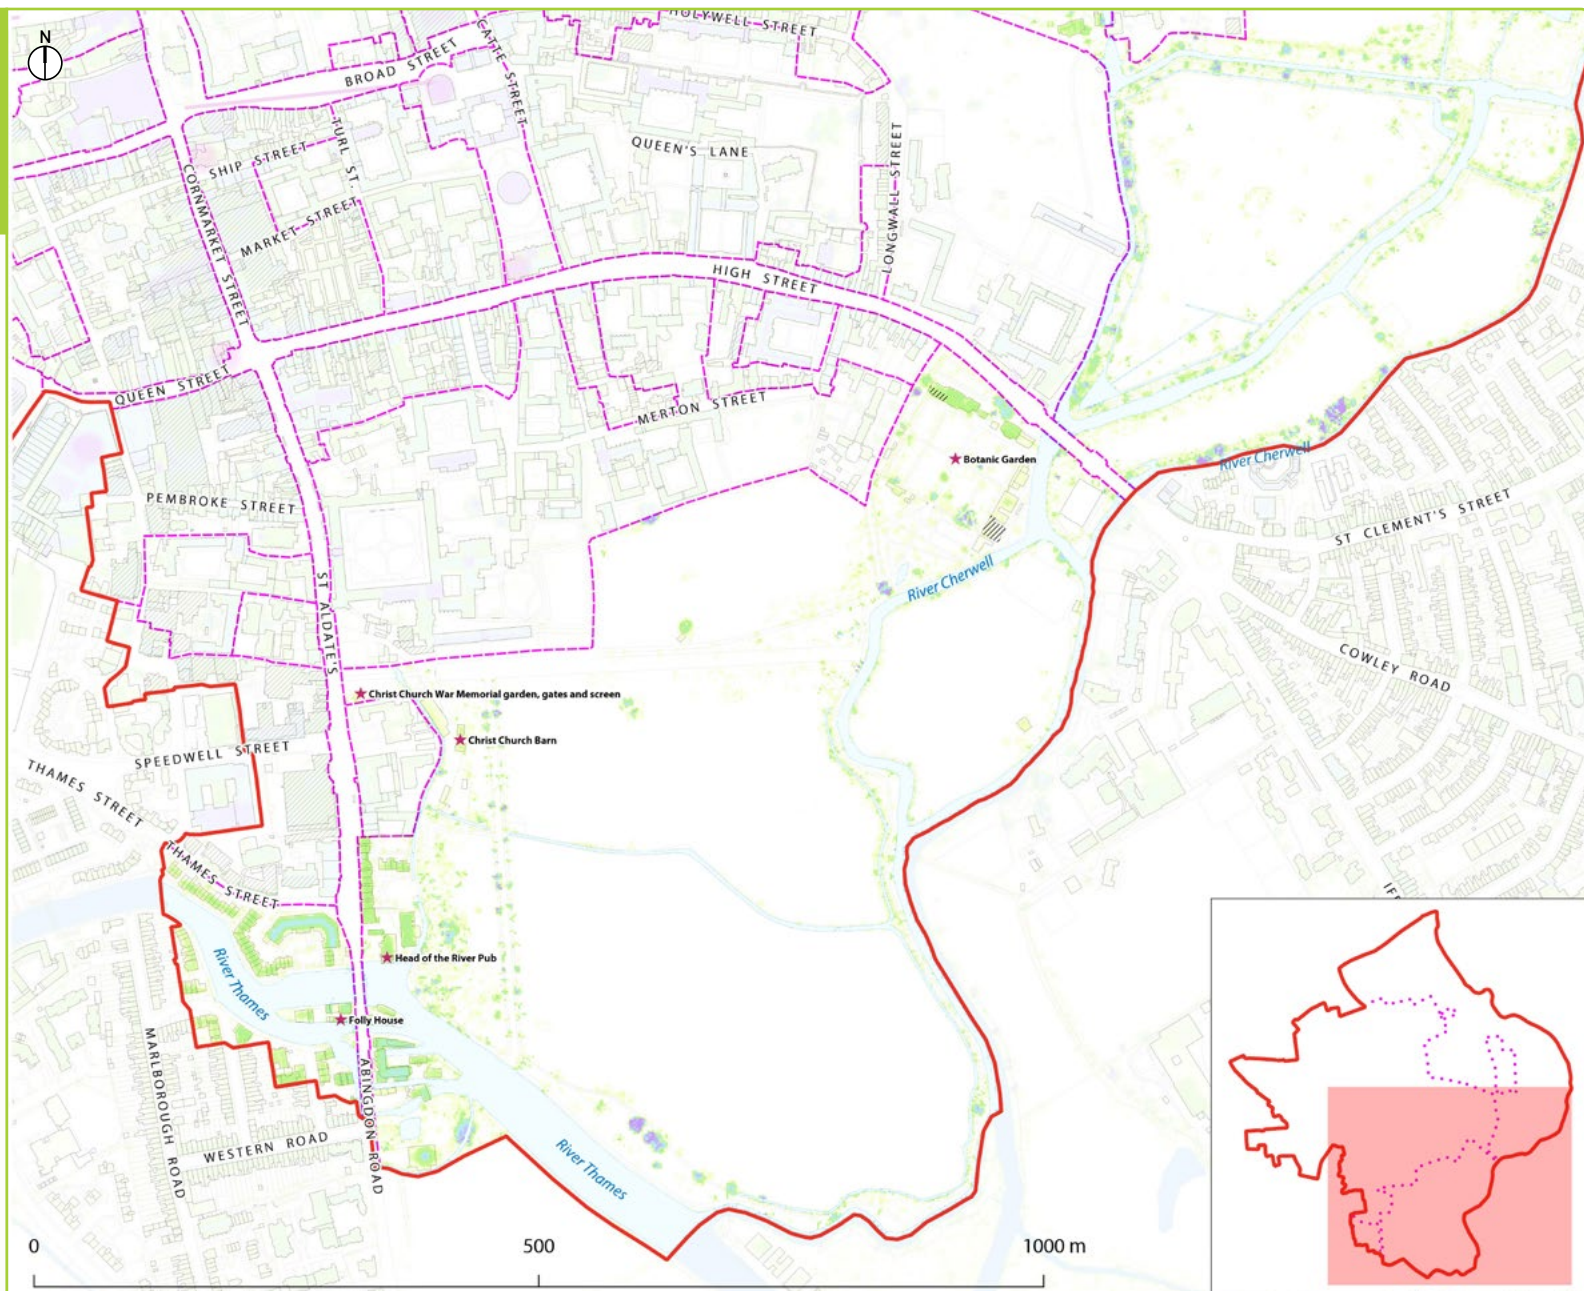 N
HOLYWELL STREET
CATTE STREET
BROAD STREET
TURL ST.
SHIP STREET
QUEEN'S LANE
LONGWALL STREET
CORNMARKET STREET
MARKET STREET
HIGH STREET
QUEEN STREET
MERTON STREET
Botanic Garden
River Cherwell
PEMBROKE STREET
ST CLEMENT'S STREET
River Cherwell
ST ALDATE'S
COWLEY ROAD
Christ Church War Memorial garden, gates and screen
Christ Church Barn
SPEEDWELL STREET
THAMES STREET
THAMES STREET
Head of the River Pub
River Thames
Folly House
MARLBOROUGH ROAD
ABINGDON ROAD
WESTERN ROAD
River Thames
0 500 1000 m